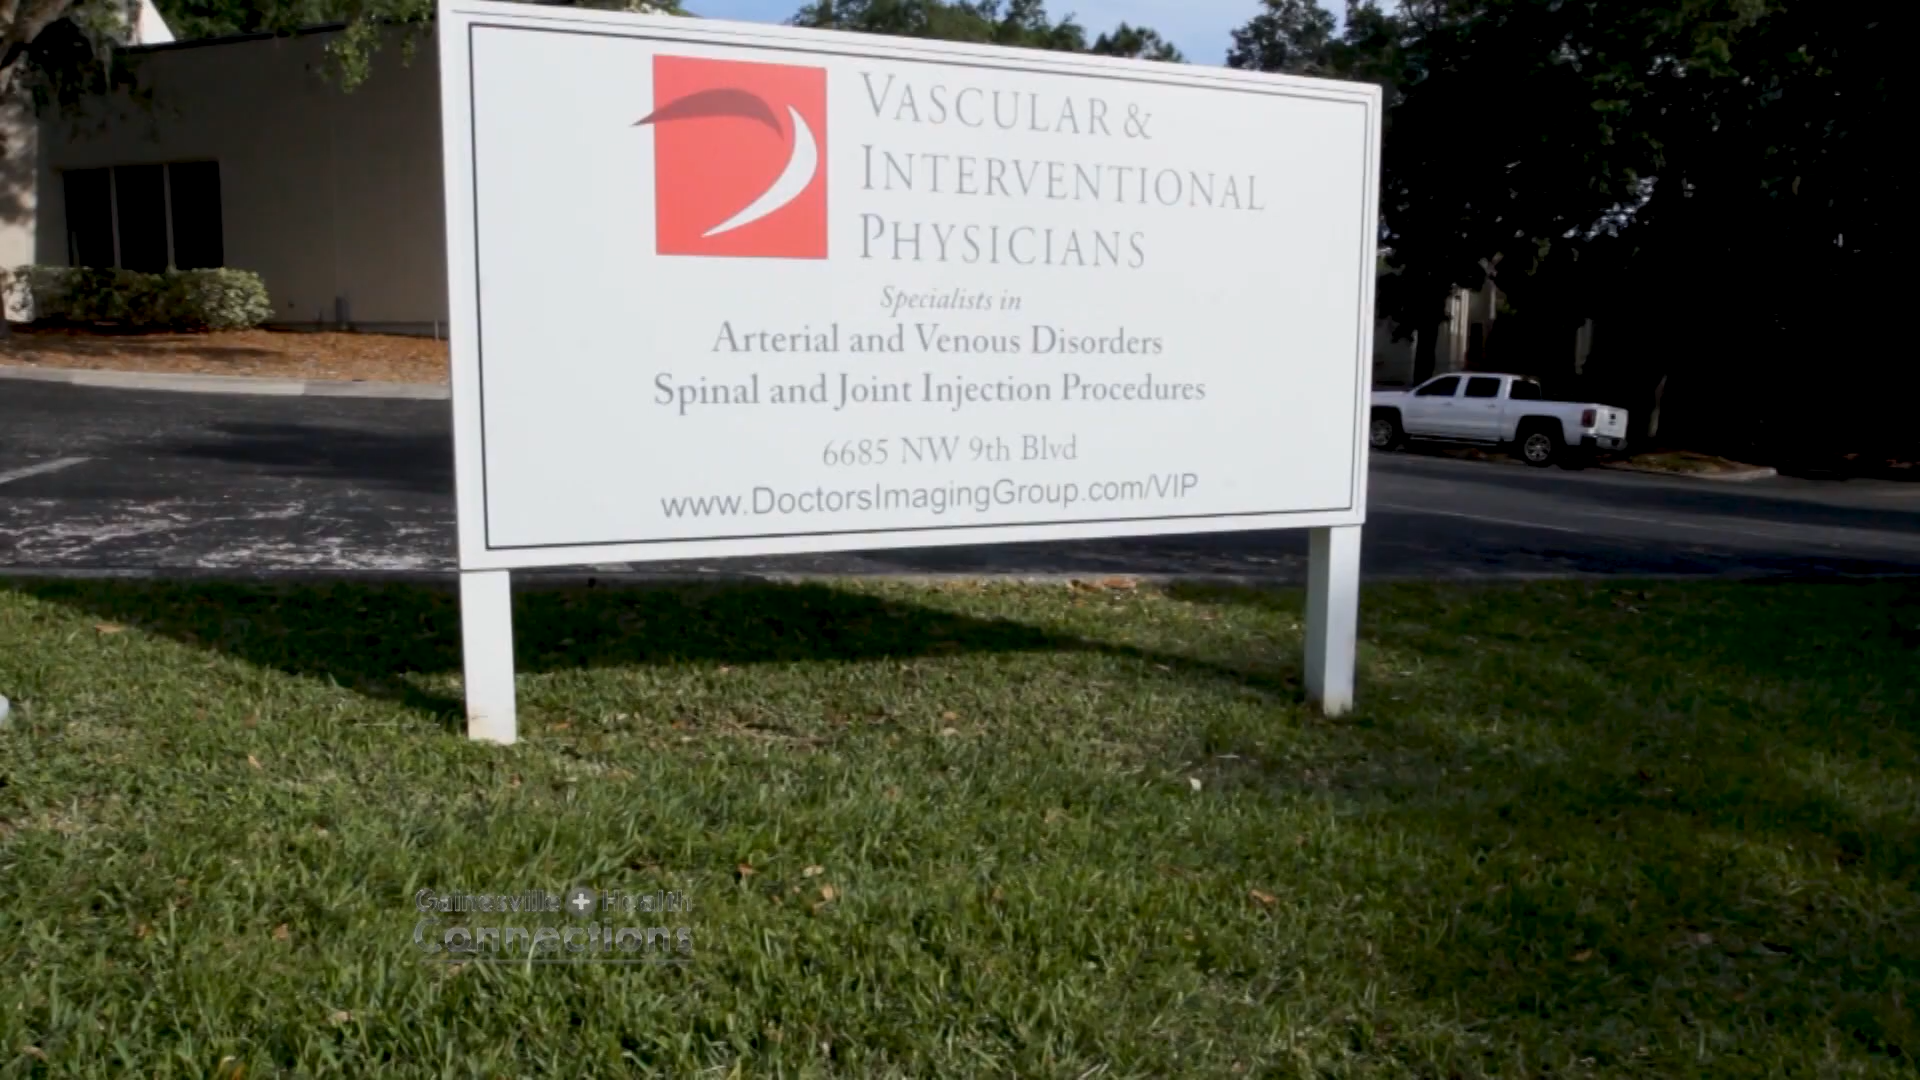 VASCULAR &
INTERVENTIONAL
PHYSICIANS
Specialists in
Arterial and Venous Disorders
Spinal and Joint Injection Procedures
6685 NW 9th Blvd
www.DoctorsImagingGroup.com/VIP
Gainesville + Health
Connections